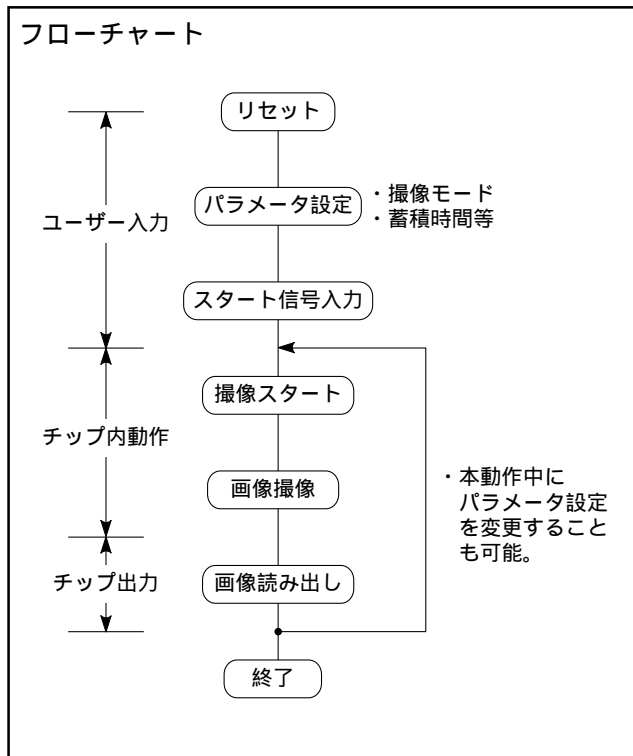 フローチャート
リセット
ユーザー入力
パラメータ設定
・撮像モード
・蓄積時間等
スタート信号入力
撮像スタート
チップ内動作
画像撮像
・本動作中に
パラメータ設定
を変更すること
も可能。
チップ出力
画像読み出し
終了